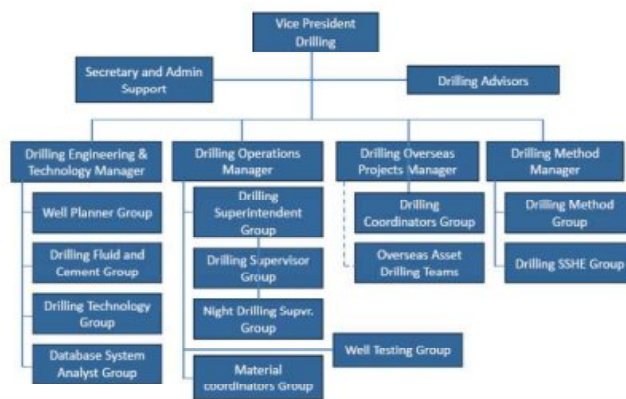 Vice President
Drilling
Secretary and Admin
Support
Drilling Advisors
Drilling Engineering &
Technology Manager
Drilling Operations
Manager
Drilling Overseas
Projects Manager
Drilling Method
Manager
Well Planner Group
Drilling Fluid and
Cement Group
Drilling Technology
Group
Database System
Analyst Group
Drilling
Superintendent
Group
Drilling Supervisor
Group
Night Drilling Supvr.
Group
Well Testing Group
Material
coordinators Group
Drilling
Coordinators Group
Overseas Asset
Drilling Teams
Drilling Method
Group
Drilling SSHE Group